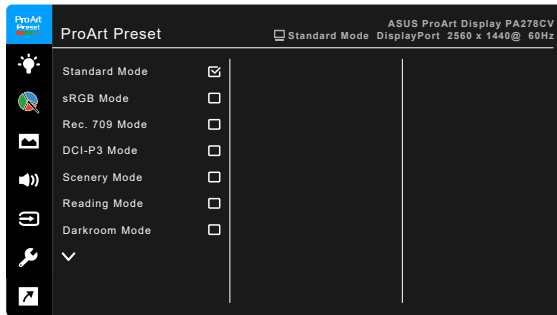 ProArt
Preset
ProArt Preset
ASUS ProArt Display PA278CV
Standard Mode DisplayPort 2560 x 1440@ 60Hz
Standard Mode
sRGB Mode
Rec. 709 Mode
DCI-P3 Mode
Scenery Mode
Reading Mode
Darkroom Mode